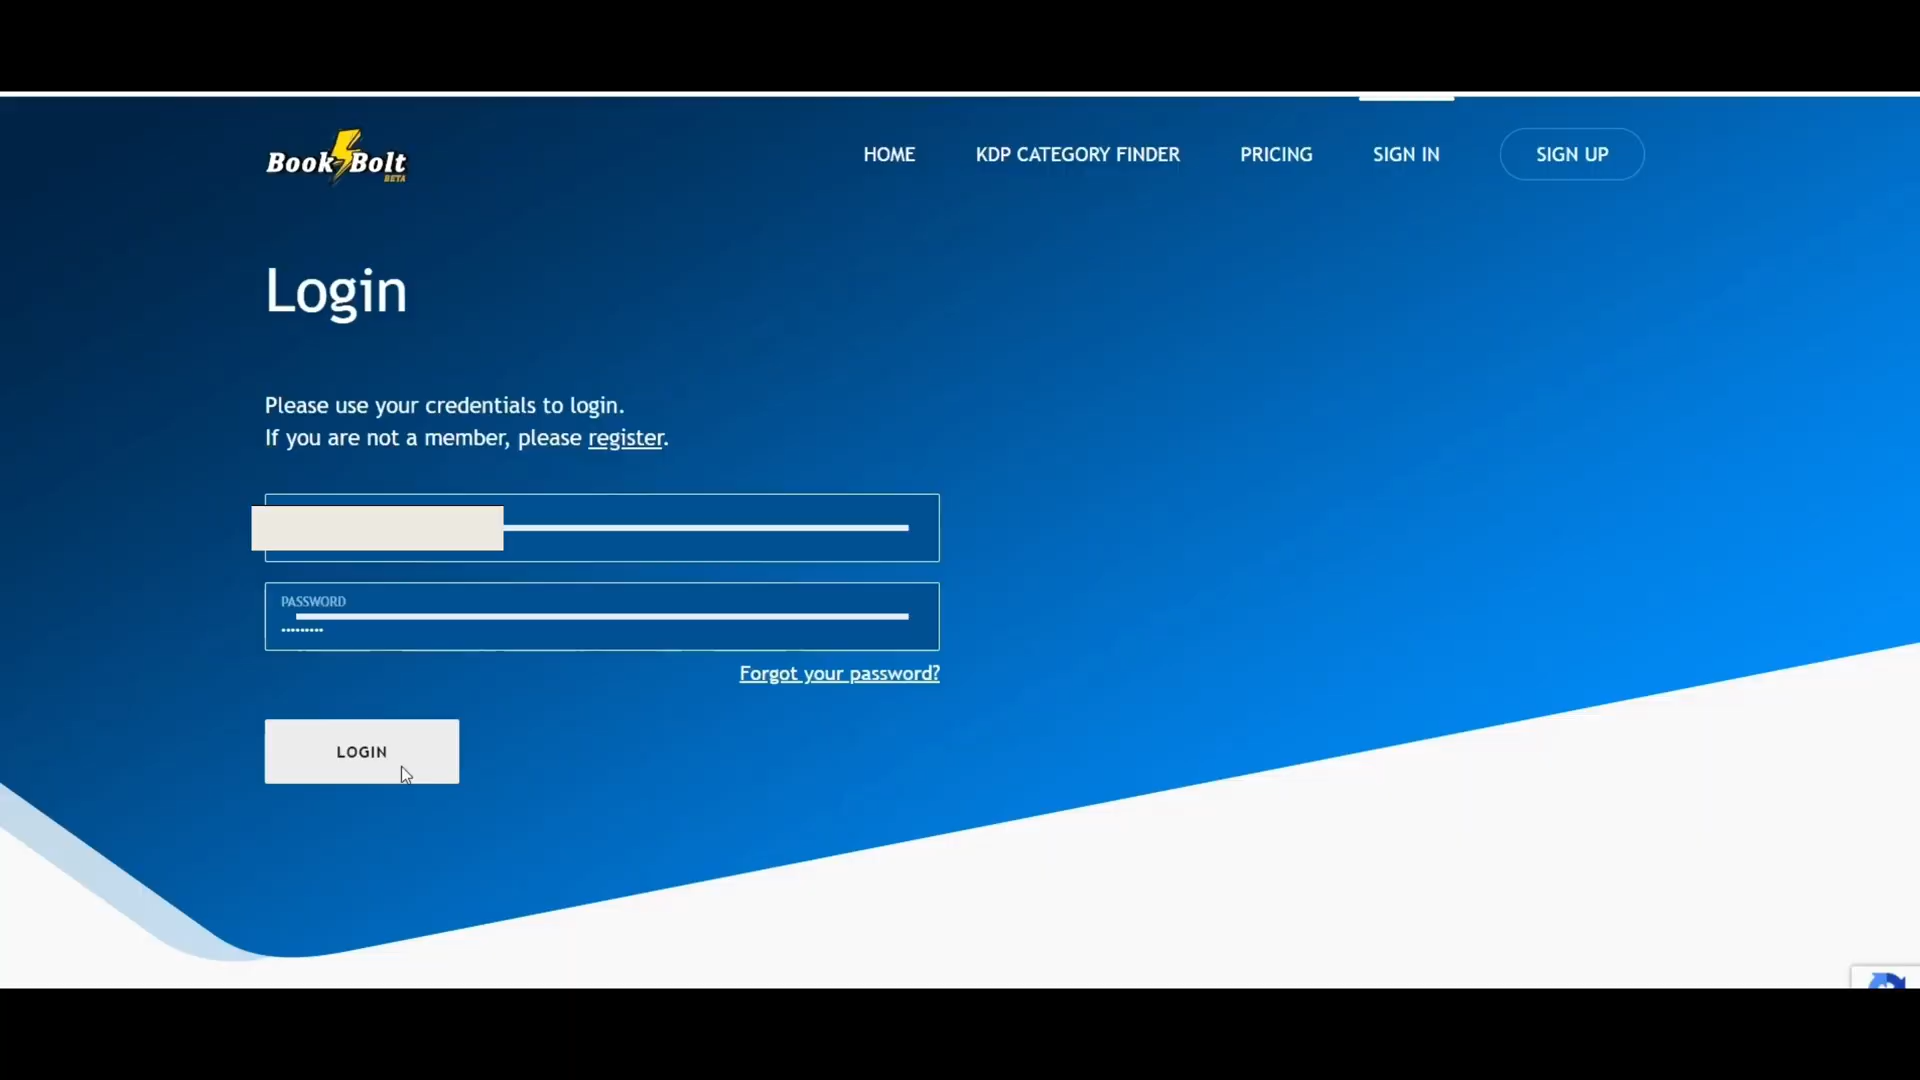 Book Bolt
BETA
HOME
KDP CATEGORY FINDER
PRICING
SIGN IN
SIGN UP
Login
Please use your credentials to login.
If you are not a member, please register.
PASSWORD
Forgot your password?
LOGIN